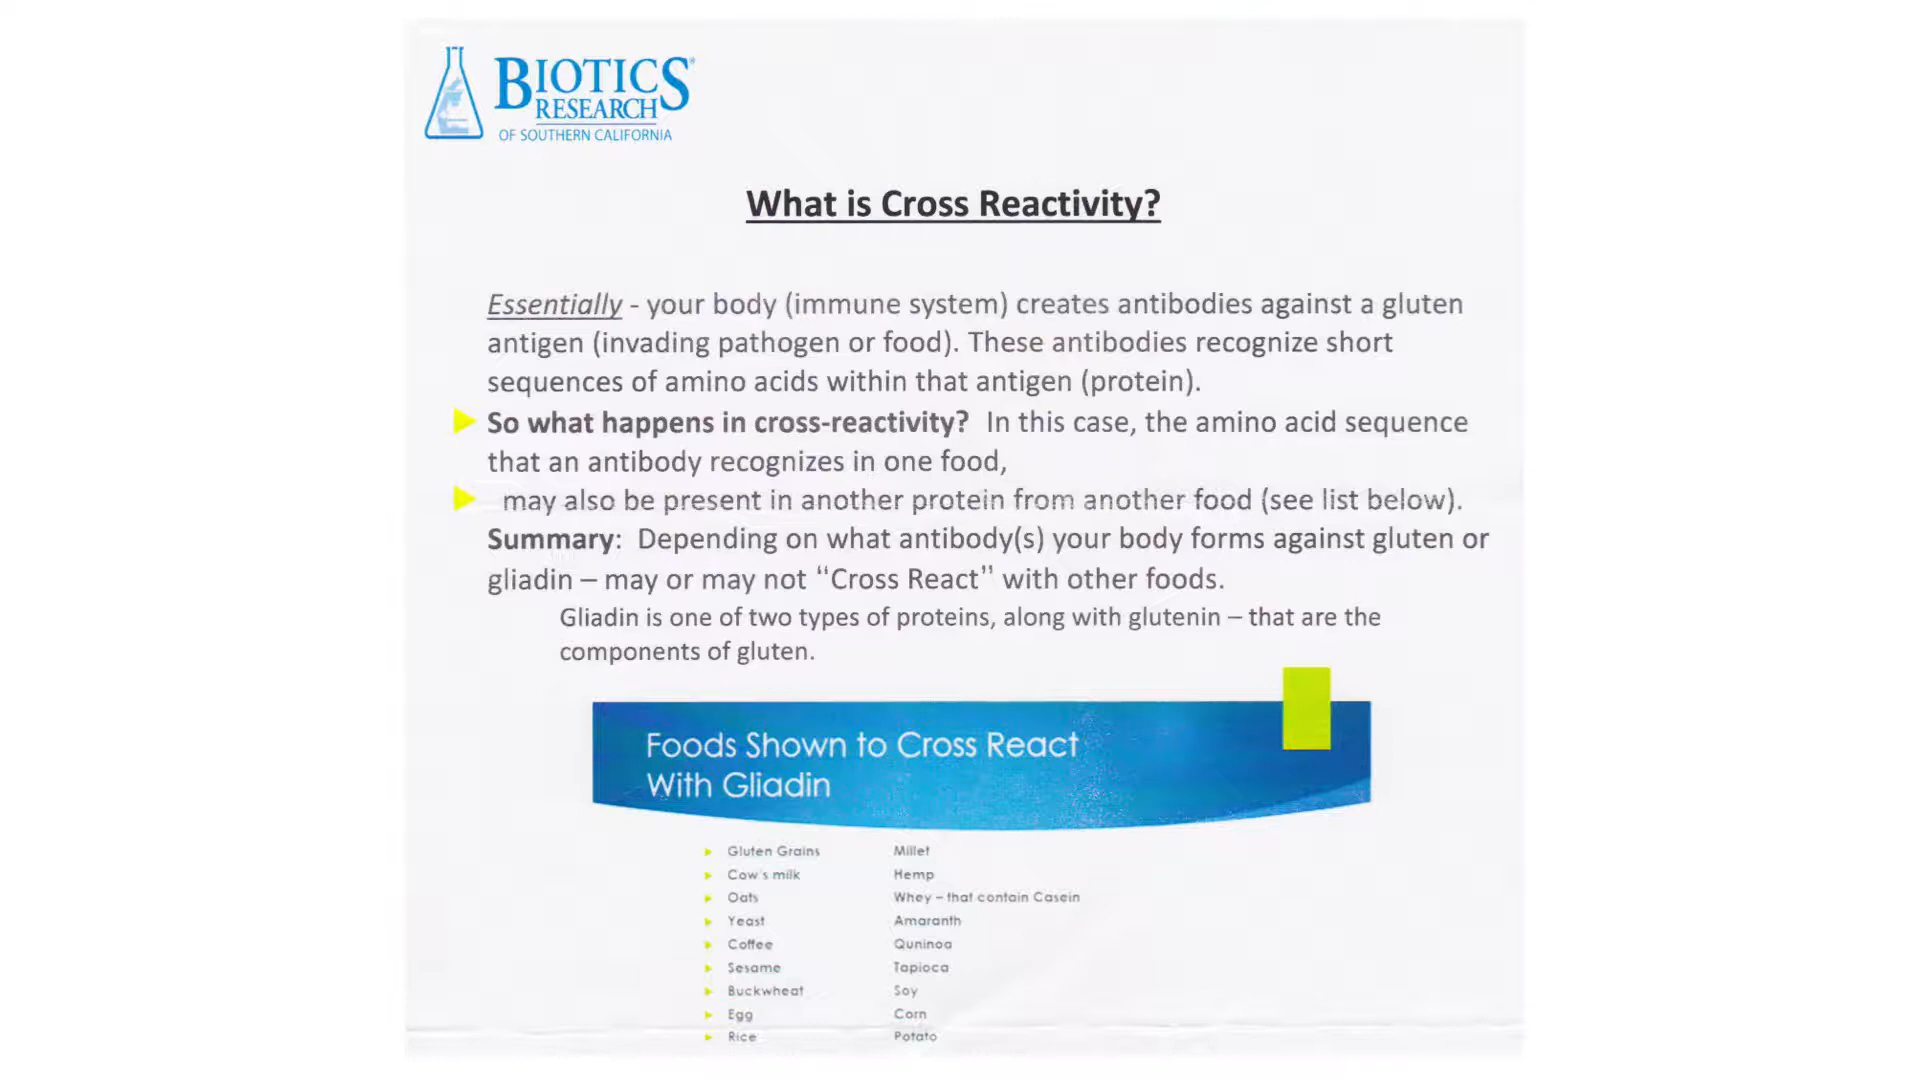 BIOTICS
RESEARCH
OF SOUTHERN CALIFORNIA
What is Cross Reactivity?
Essentially - your body (immune system) creates antibodies against a gluten
antigen (invading pathogen or food). These antibodies recognize short
sequences of amino acids within that antigen (protein).
So what happens in cross-reactivity? In this case, the amino acid sequence
that an antibody recognizes in one food,
may also be present in another protein from another food (see list below).
Summary: Depending on what antibody(s) your body forms against gluten or
gliadin – may or may not “Cross React” with other foods.
Gliadin is one of two types of proteins, along with glutenin – that are the
components of gluten.
Foods Shown to Cross React
With Gliadin
Gluten Grains Millet
Cow's milk Hemp
Oats Whey – that contain Casein
Yeast Amaranth
Coffee Quninoa
Sesame Tapioca
Buckwheat Soy
Egg Corn
Rice Potato